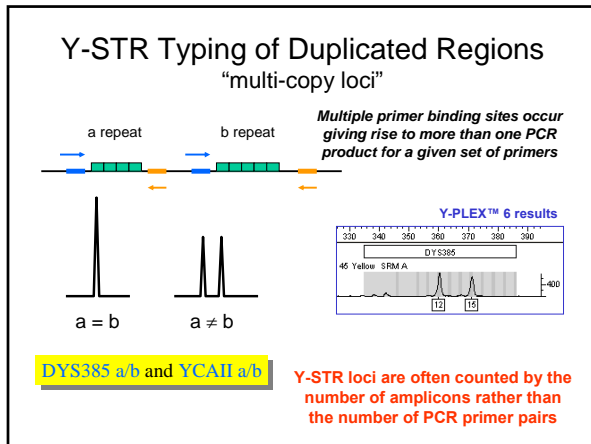 Y-STR Typing of Duplicated Regions
“multi-copy loci”
a repeat
b repeat
Multiple primer binding sites occur
giving rise to more than one PCR
product for a given set of primers
Y-PLEX™ 6 results
330 340 350 360 370 380 390
DYS385
45 Yellow SRM A
400
12 15
a = b
a ≠ b
DYS385 a/b and YCAII a/b
Y-STR loci are often counted by the
number of amplicons rather than
the number of PCR primer pairs